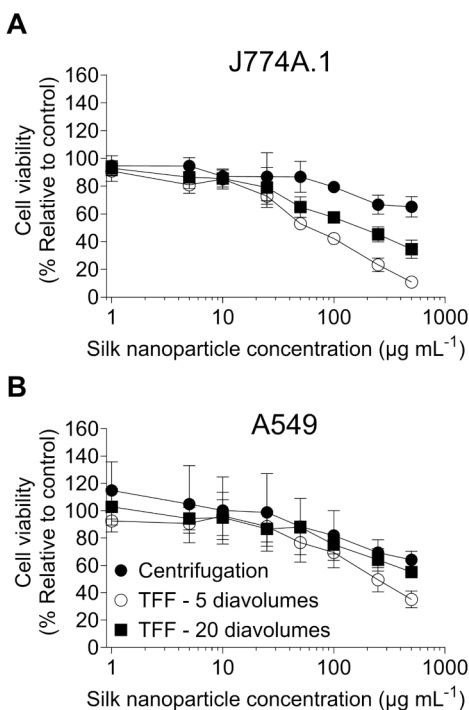 A
J774A.1
160
140
120
100
80
60
40
20
0
Cell viability
(% Relative to control)
1 10 100 1000
Silk nanoparticle concentration (µg mL-1)
B
A549
160
140
120
100
80
60
40
20
0
Cell viability
(% Relative to control)
Centrifugation
TFF - 5 diavolumes
TFF - 20 diavolumes
1 10 100 1000
Silk nanoparticle concentration (µg mL-1)